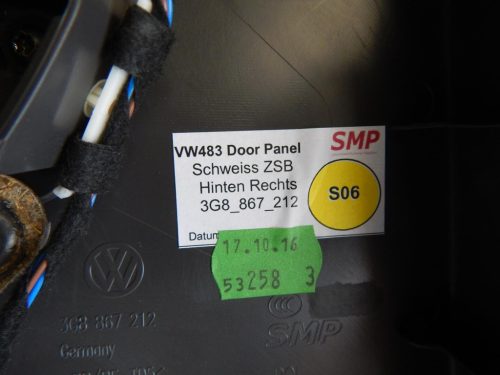 VW483 Door Panel
SMP
Schweiss ZSB
Hinten Rechts
3G8_867_212
S06
Datum
17.10.16
53258 3
3G8 867 212
SMP
Germany